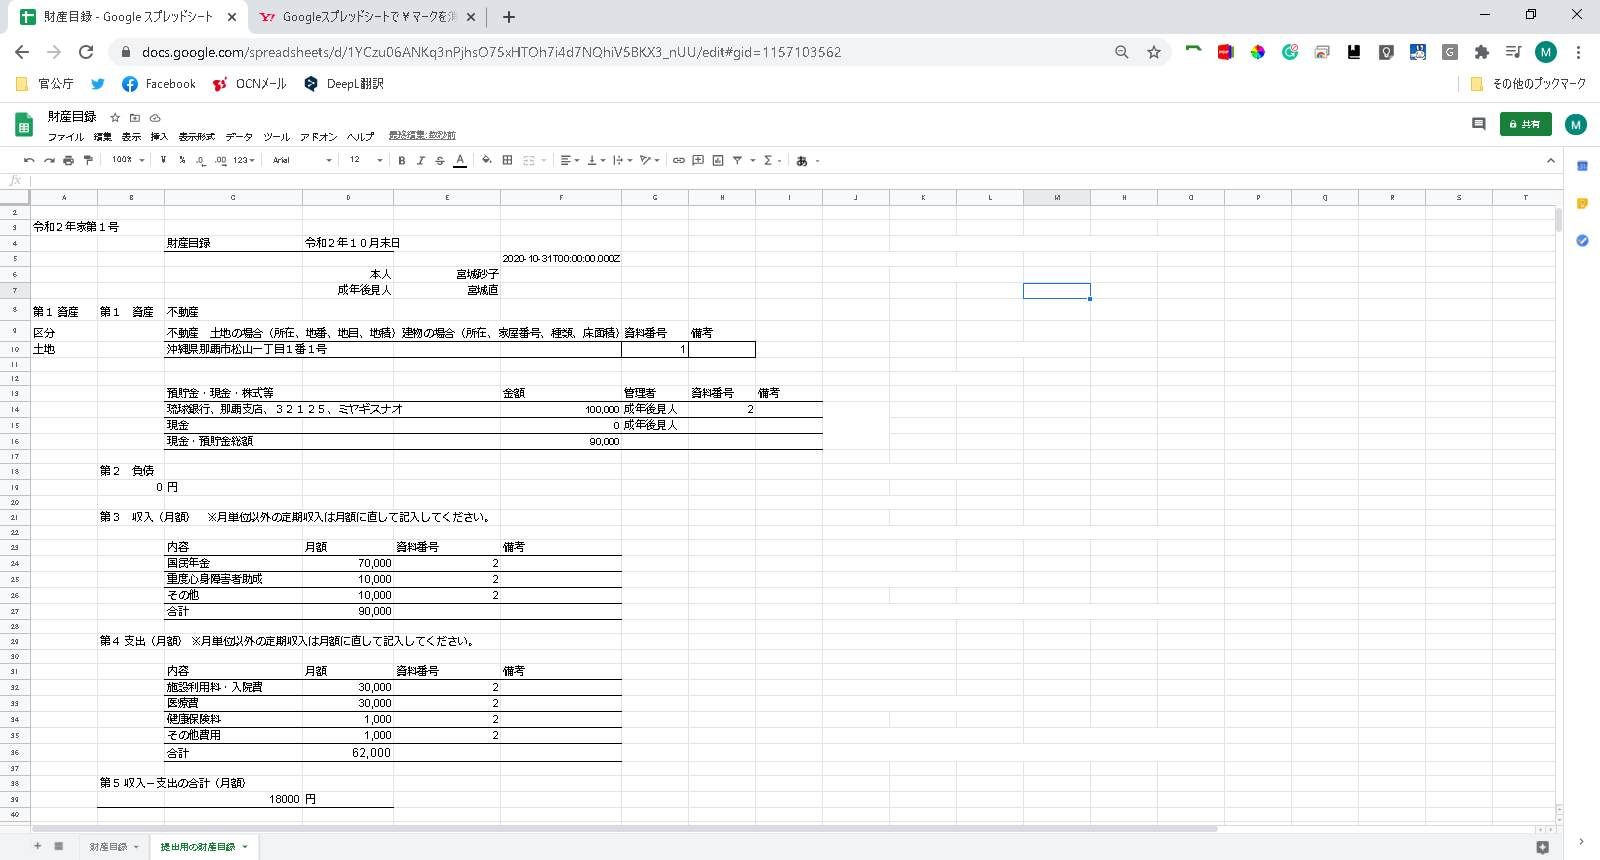 財産目録 - Google スプレッドシート
Googleスプレッドシートで￥マークを消
docs.google.com/spreadsheets/d/1YCzu06ANKq3nPjhsO75xHTOh7i4d7NQhiV5BKX3_nUU/edit#gid=1157103562
官公庁 Facebook OCNメール DeepL翻訳 その他のブックマーク
財産目録
ファイル 編集 表示 挿入 表示形式 データ ツール アドオン ヘルプ 最終編集:数秒前
共有
M
100% ¥ % .0 .00 123 Arial 12 B I S A あ
fx
A B C D E F G H I J K L M N O P Q R S T
2
3 令和２年家第１号
4 財産目録 令和２年１０月末日
5 2020-10-31T00:00:00.000Z
6 本人 宮城砂子
7 成年後見人 宮城直
8 第１資産 第１ 資産 不動産
9 区分 不動産 土地の場合（所在、地番、地目、地積）建物の場合（所在、家屋番号、種類、床面積） 資料番号 備考
10 土地 沖縄県那覇市松山一丁目１番１号 1
11
12
13 預貯金・現金・株式等 金額 管理者 資料番号 備考
14 琉球銀行、那覇支店、３２１２５、ミヤギスナオ 100,000 成年後見人 2
15 現金 0 成年後見人
16 現金・預貯金総額 90,000
17
18 第２ 負債
19 0 円
20
21 第３ 収入（月額） ※月単位以外の定期収入は月額に直して記入してください。
22
23 内容 月額 資料番号 備考
24 国民年金 70,000 2
25 重度心身障害者助成 10,000 2
26 その他 10,000 2
27 合計 90,000
28
29 第４ 支出（月額） ※月単位以外の定期収入は月額に直して記入してください。
30
31 内容 月額 資料番号 備考
32 施設利用料・入院費 30,000 2
33 医療費 30,000 2
34 健康保険料 1,000 2
35 その他費用 1,000 2
36 合計 62,000
37
38 第５ 収入－支出の合計（月額）
39 18000 円
40
財産目録 提出用の財産目録